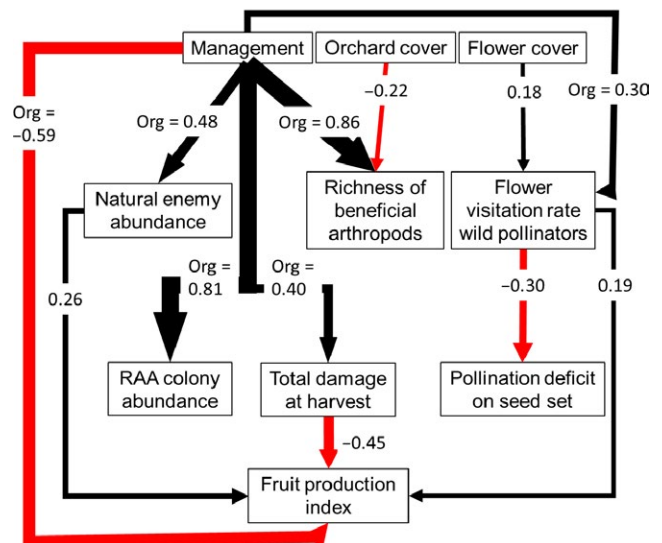 Management
Orchard cover
Flower cover
Org =
−0.59
−0.22
0.18
Org = 0.30
Org = 0.48
Org = 0.86
Natural enemy
abundance
Richness of
beneficial
arthropods
Flower
visitation rate
wild pollinators
0.26
Org =
0.81
Org =
0.40
−0.30
0.19
RAA colony
abundance
Total damage
at harvest
Pollination deficit
on seed set
−0.45
Fruit production
index